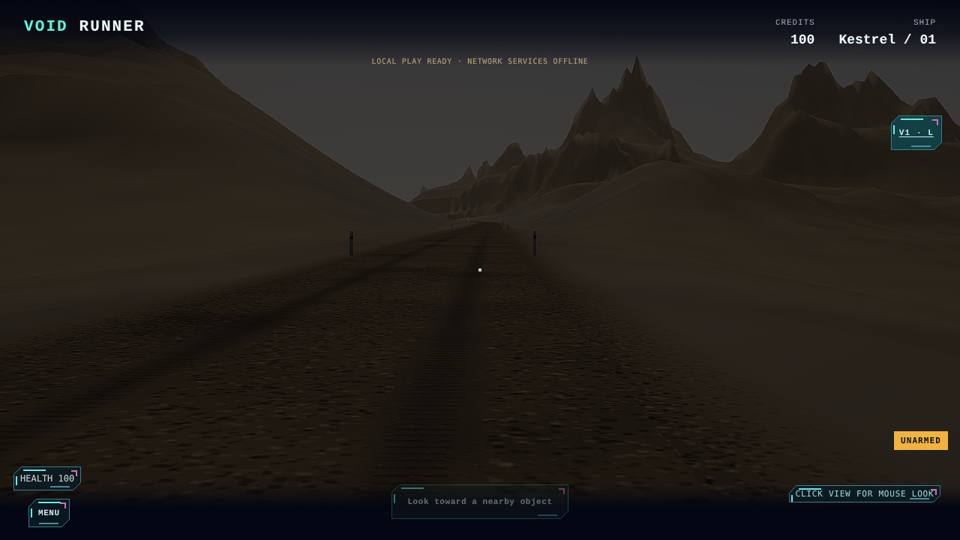 VOID RUNNER
CREDITS
100
SHIP
Kestrel / 01
LOCAL PLAY READY · NETWORK SERVICES OFFLINE
V1 · L
UNARMED
HEALTH 100
MENU
Look toward a nearby object
CLICK VIEW FOR MOUSE LOOK